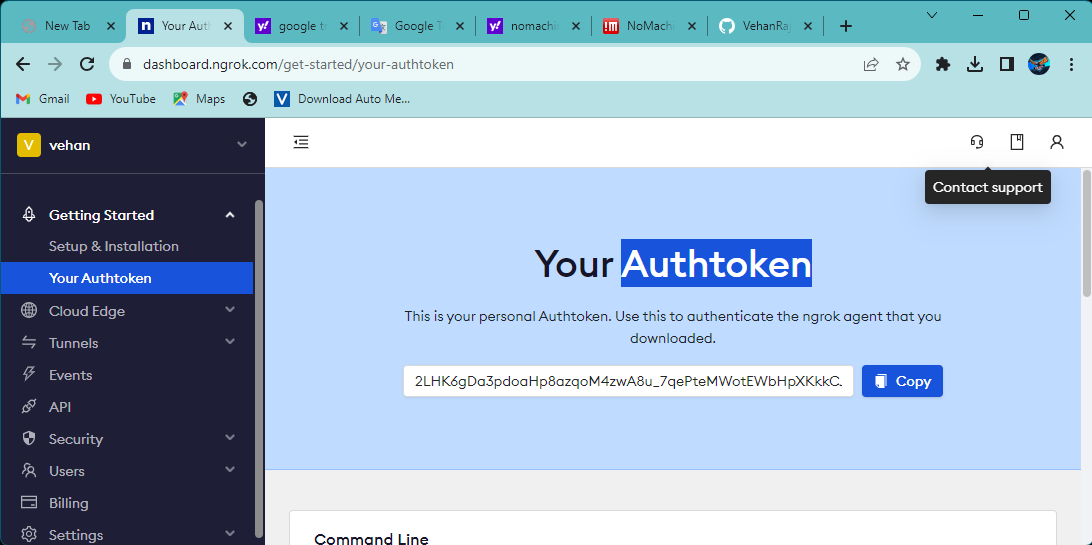 New Tab
Your Auth
google tr
Google T
nomachin
NoMach
VehanRaj
dashboard.ngrok.com/get-started/your-authtoken
Gmail
YouTube
Maps
Download Auto Me...
V
vehan
Contact support
Getting Started
Setup & Installation
Your Authtoken
Cloud Edge
Tunnels
Events
API
Security
Users
Billing
Settings
Your Authtoken
This is your personal Authtoken. Use this to authenticate the ngrok agent that you
downloaded.
2LHK6gDa3pdoaHp8azqoM4zwA8u_7qePteMWotEWbHpXKkkC.
Copy
Command Line